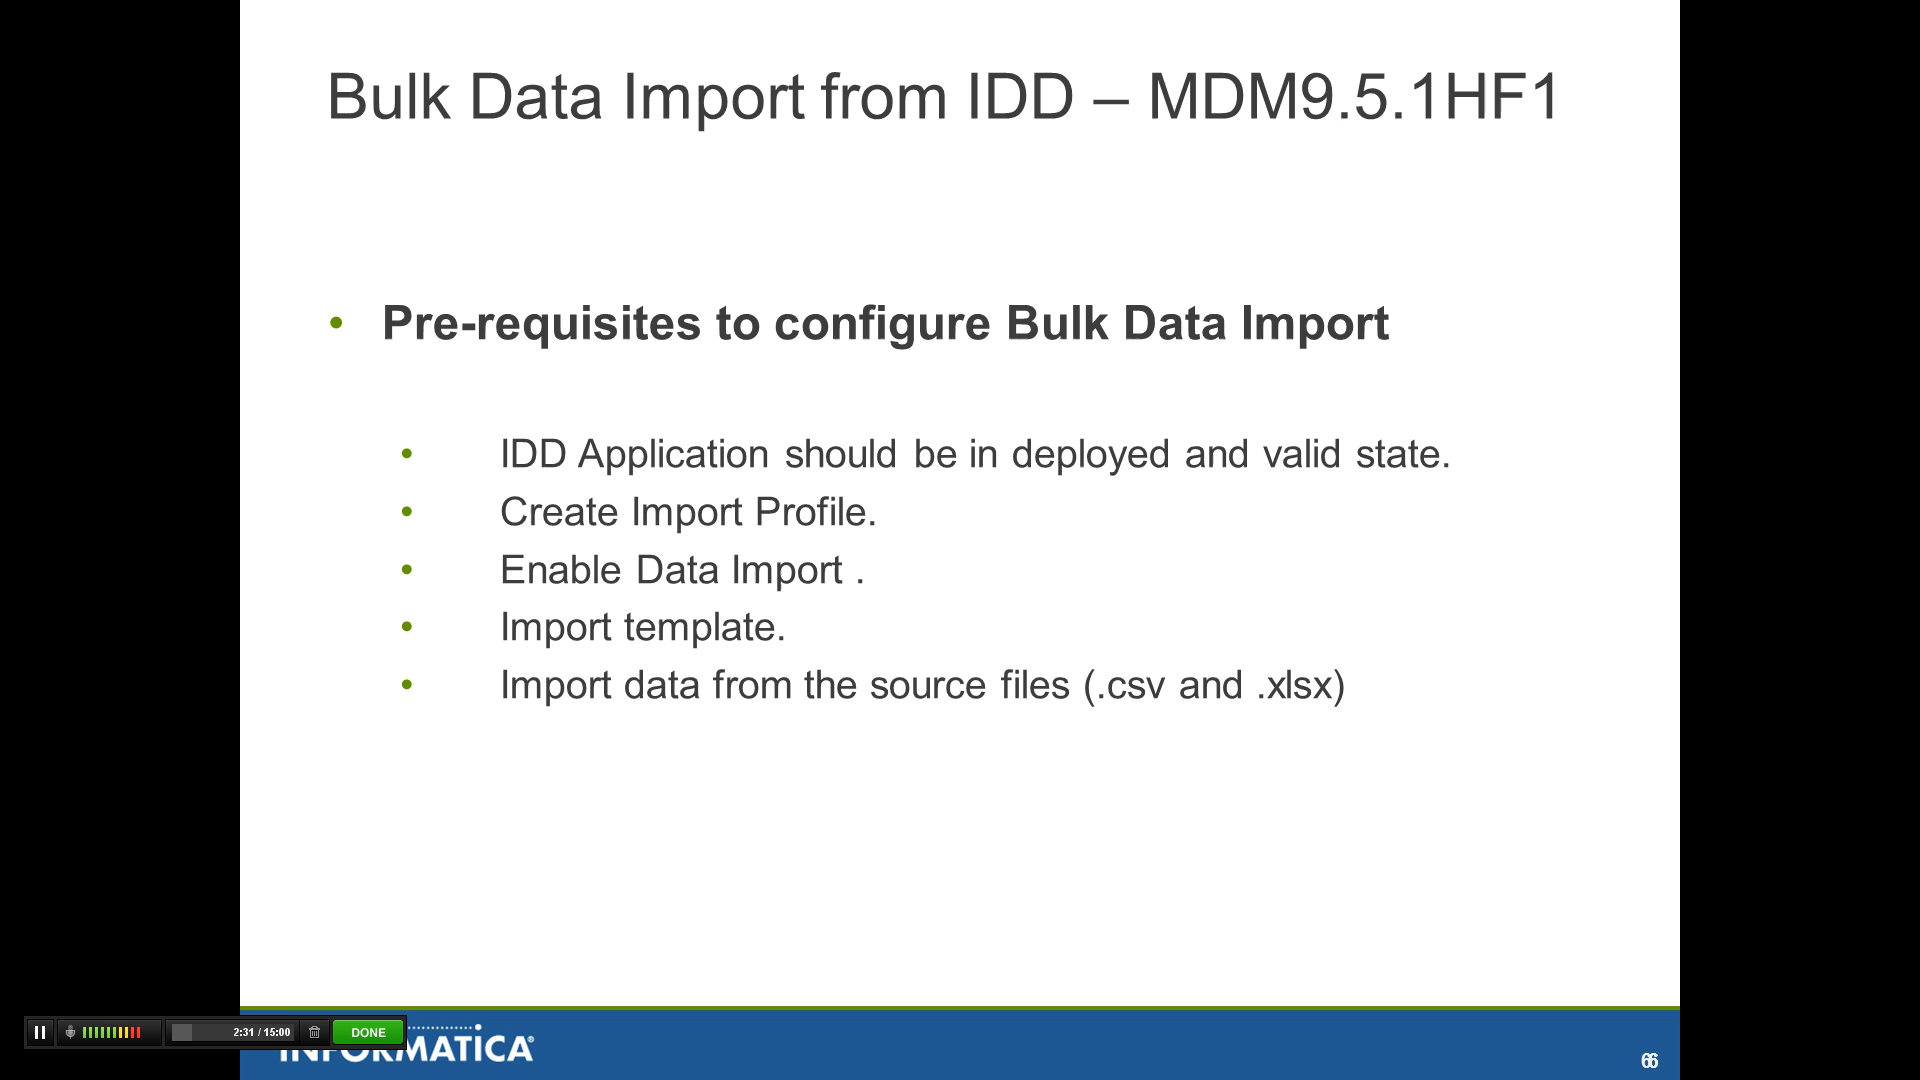 Bulk Data Import from IDD – MDM9.5.1HF1
• Pre-requisites to configure Bulk Data Import
• IDD Application should be in deployed and valid state.
• Create Import Profile.
• Enable Data Import .
• Import template.
• Import data from the source files (.csv and .xlsx)
2:31 / 15:00
DONE
INFORMATICA®
66